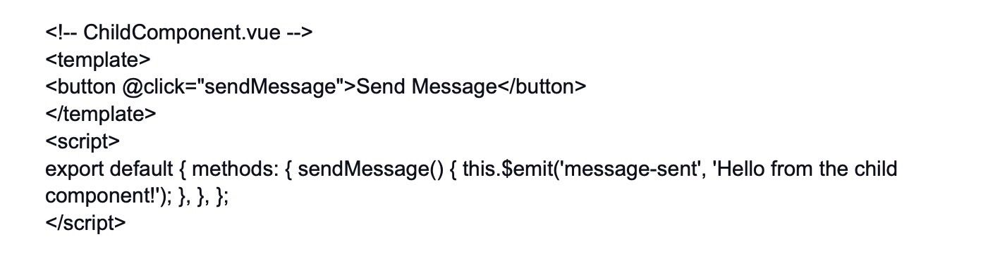 <!-- ChildComponent.vue -->
<template>
<button @click="sendMessage">Send Message</button>
</template>
<script>
export default { methods: { sendMessage() { this.$emit('message-sent', 'Hello from the child
component!'); }, }, };
</script>